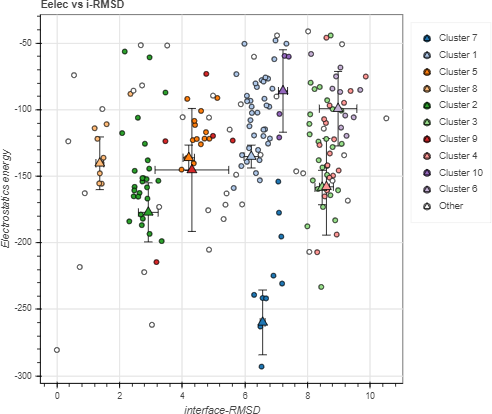 Eelec vs i-RMSD
Electrostatics energy
-50
-100
-150
-200
-250
-300
0
2
4
6
8
10
interface-RMSD
Cluster 7
Cluster 1
Cluster 5
Cluster 8
Cluster 2
Cluster 3
Cluster 9
Cluster 4
Cluster 10
Cluster 6
Other